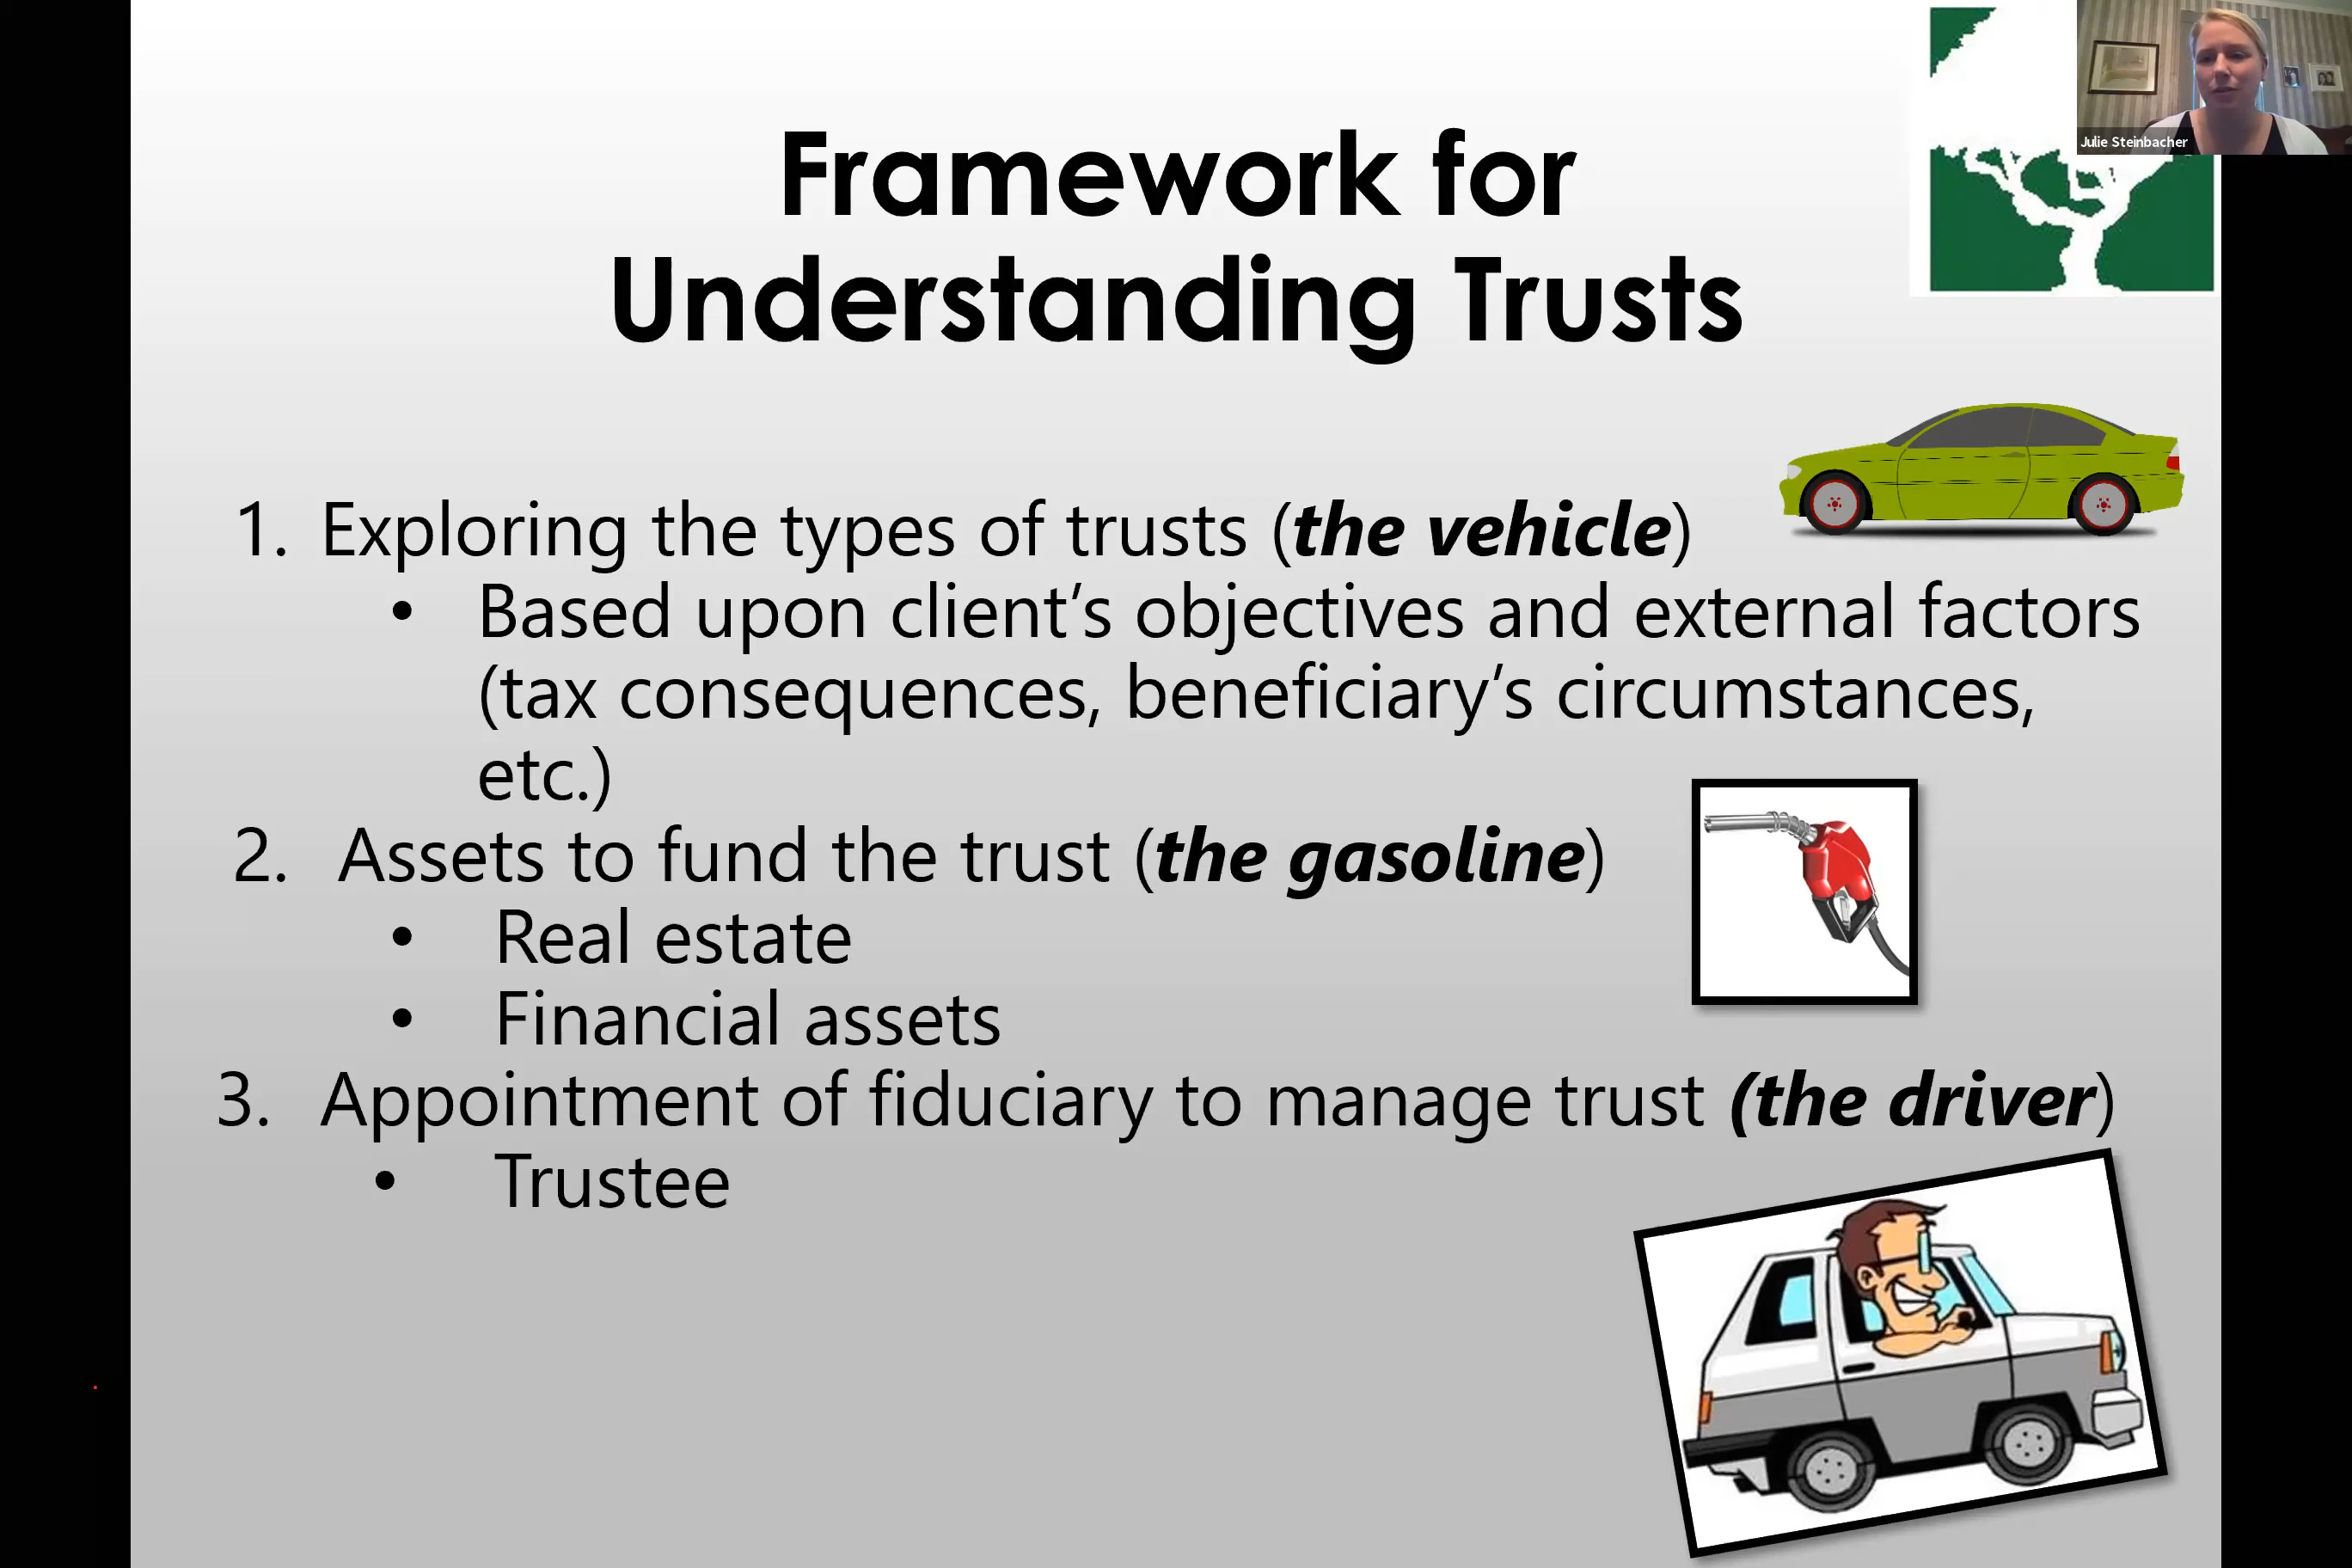 Julie Steinbacher
Framework for
Understanding Trusts
1. Exploring the types of trusts (the vehicle)
• Based upon client’s objectives and external factors
(tax consequences, beneficiary’s circumstances,
etc.)
2. Assets to fund the trust (the gasoline)
• Real estate
• Financial assets
3. Appointment of fiduciary to manage trust (the driver)
• Trustee